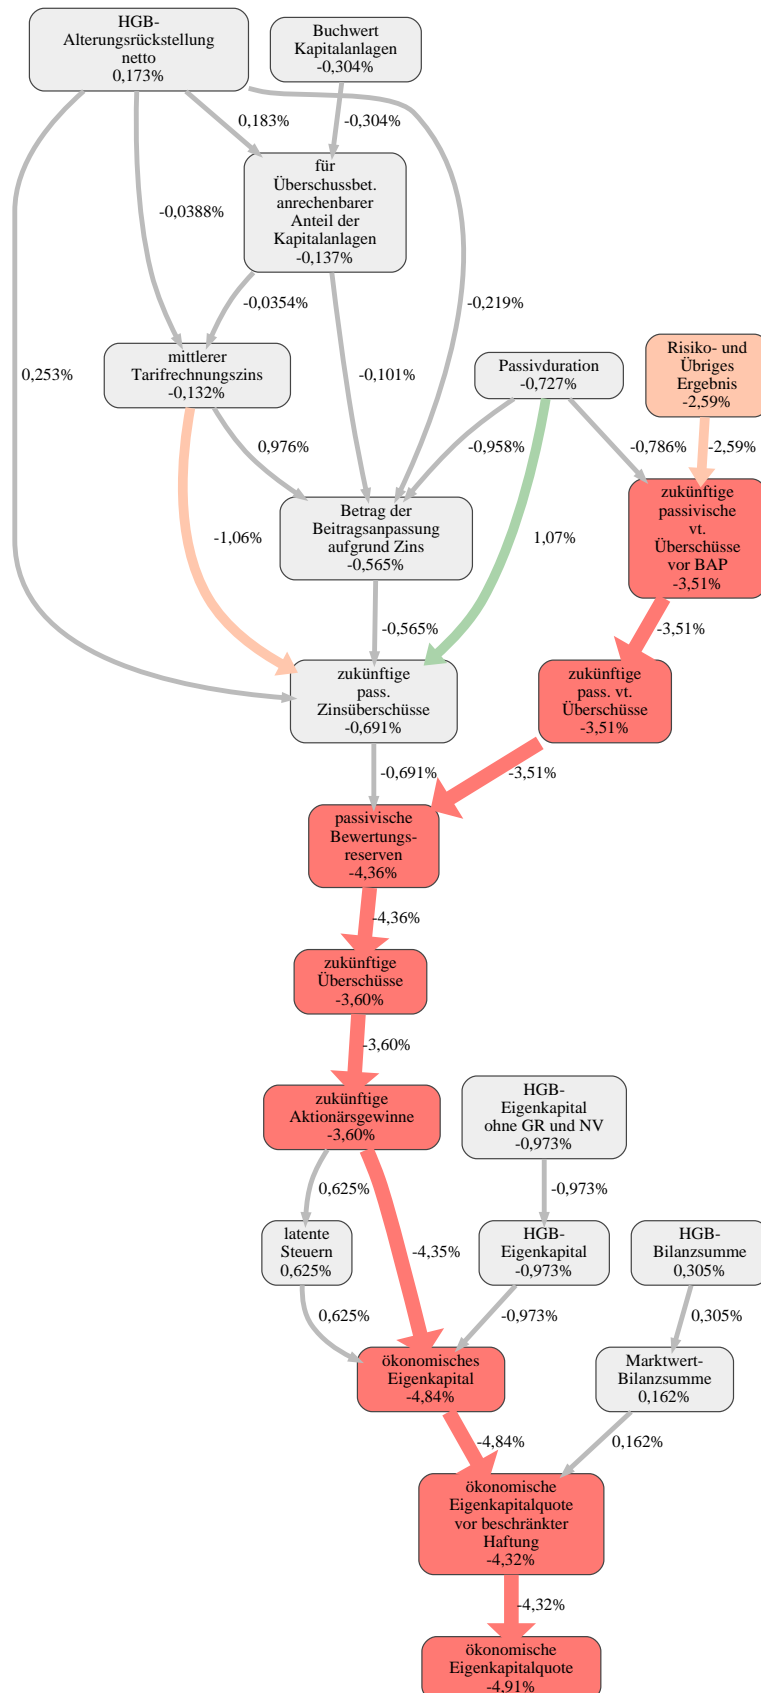 HGB-
Alterungsrückstellung
netto
0,173%
Buchwert
Kapitalanlagen
-0,304%
0,183%
-0,304%
für
Überschussbet.
anrechenbarer
Anteil der
Kapitalanlagen
-0,137%
-0,0388%
-0,0354%
-0,219%
0,253%
mittlerer
Tarifrechnungszins
-0,132%
-0,101%
Passivduration
-0,727%
Risiko- und
Übriges
Ergebnis
-2,59%
0,976%
-0,958%
-0,786%
-2,59%
zukünftige
passivische
vt.
Überschüsse
vor BAP
-3,51%
Betrag der
Beitragsanpassung
aufgrund Zins
-0,565%
-1,06%
1,07%
-0,565%
-3,51%
zukünftige
pass.
Zinsüberschüsse
-0,691%
zukünftige
pass. vt.
Überschüsse
-3,51%
-0,691%
-3,51%
passivische
Bewertungs-
reserven
-4,36%
-4,36%
zukünftige
Überschüsse
-3,60%
-3,60%
zukünftige
Aktionärsgewinne
-3,60%
HGB-
Eigenkapital
ohne GR und NV
-0,973%
0,625%
-0,973%
latente
Steuern
0,625%
-4,35%
HGB-
Eigenkapital
-0,973%
HGB-
Bilanzsumme
0,305%
0,625%
-0,973%
0,305%
ökonomisches
Eigenkapital
-4,84%
Marktwert-
Bilanzsumme
0,162%
-4,84%
0,162%
ökonomische
Eigenkapitalquote
vor beschränkter
Haftung
-4,32%
-4,32%
ökonomische
Eigenkapitalquote
-4,91%